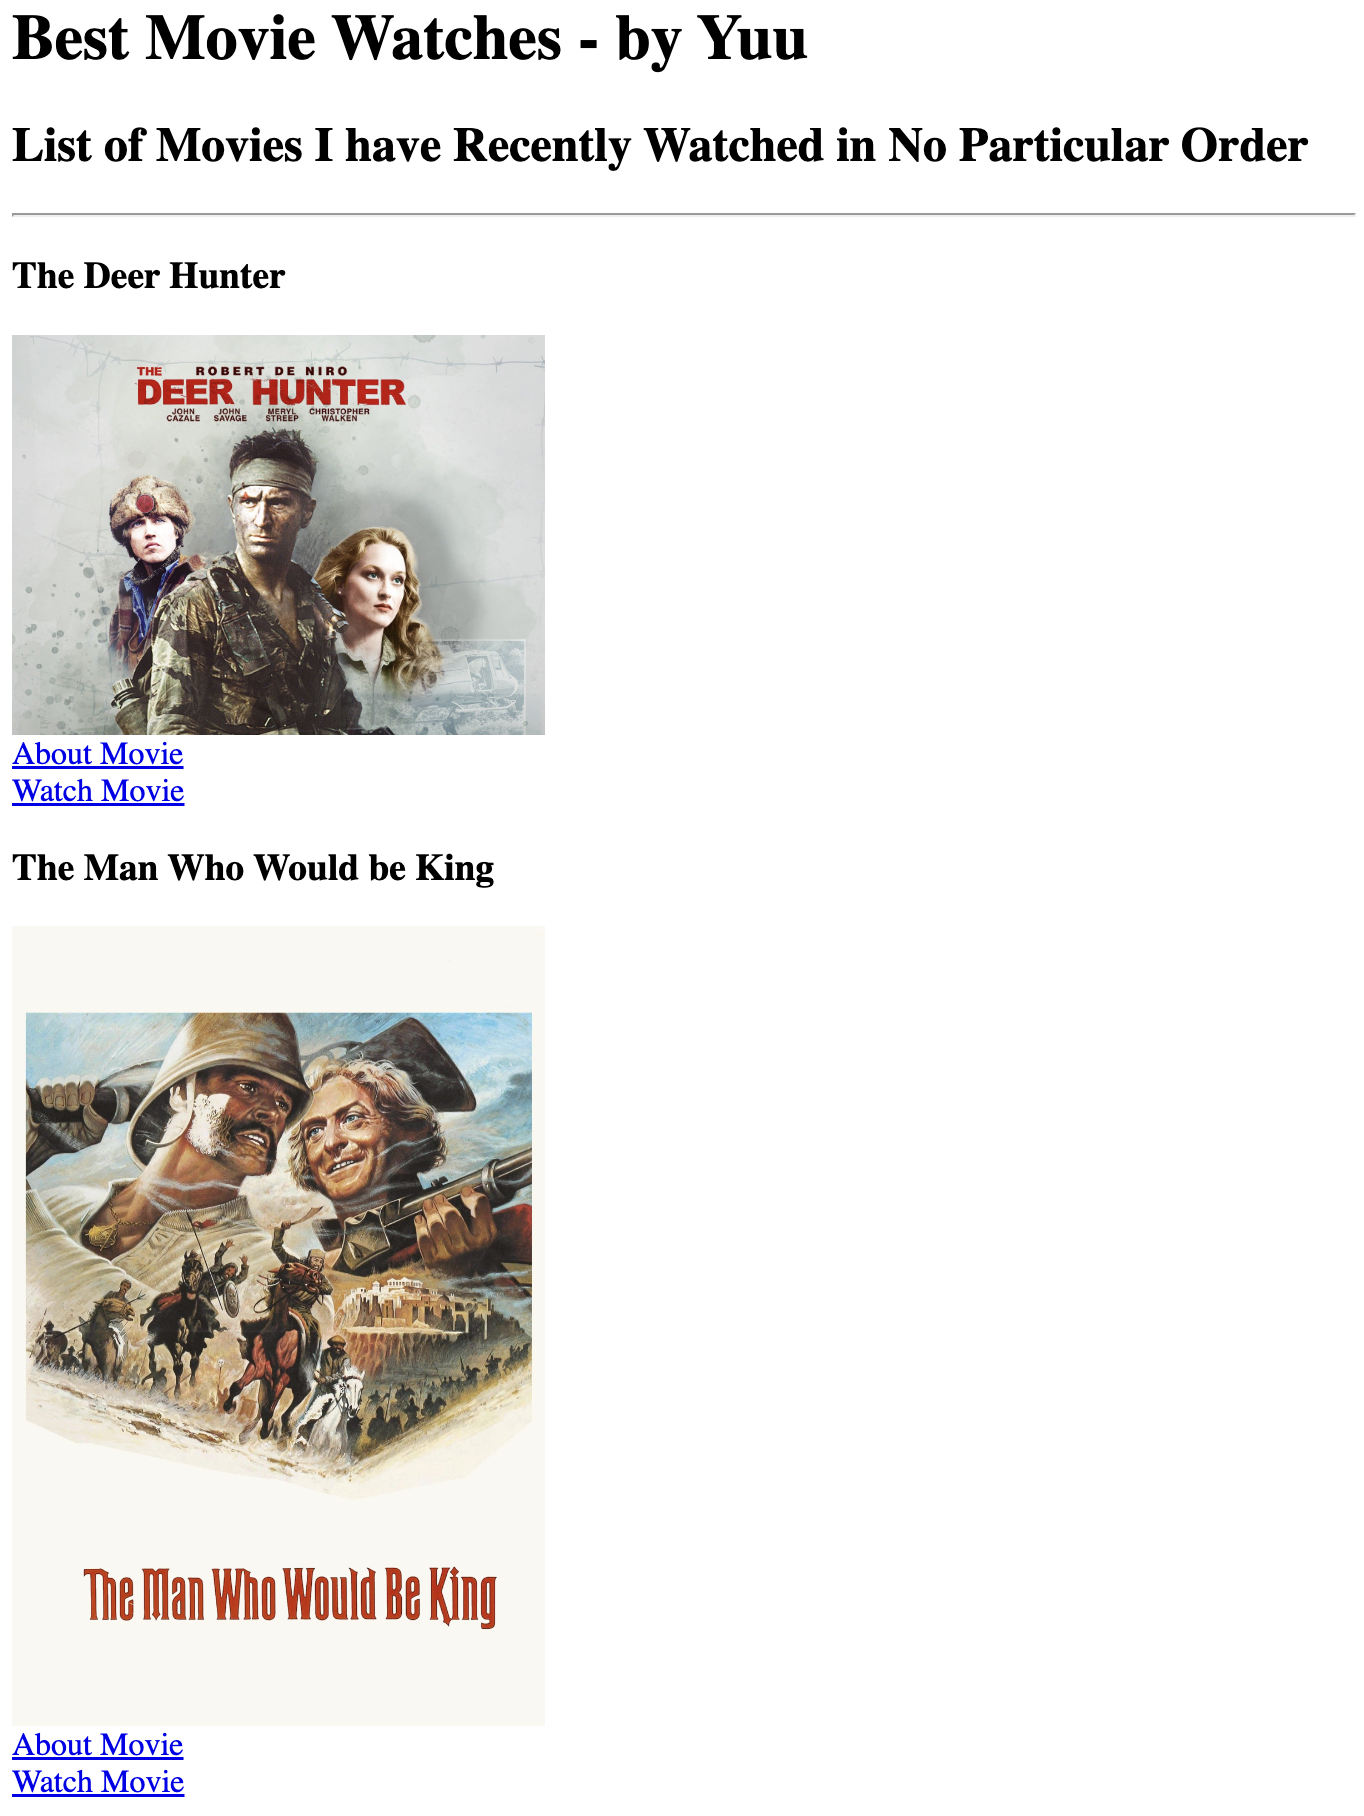 Best Movie Watches - by Yuu
List of Movies I have Recently Watched in No Particular Order
The Deer Hunter
ROBERT DE NIRO
THE
DEER HUNTER
JOHN CAZALE JOHN SAVAGE MERYL STREEP CHRISTOPHER WALKEN
About Movie
Watch Movie
The Man Who Would be King
The Man Who Would Be King
About Movie
Watch Movie